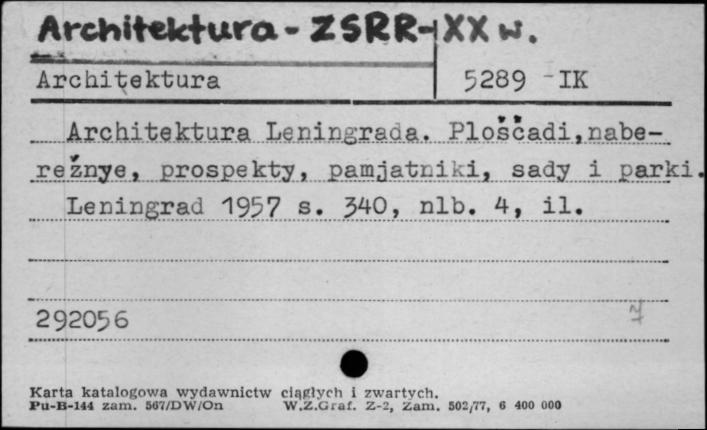 Architektura - ZSRR - XX w.
Architektura 5289 - IK
Architektura Leningrada. Ploščadi, nabe-
režnye, prospekty, pamjatniki, sady i parki.
Leningrad 1957 s. 340, nlb. 4, il.
292056
Karta katalogowa wydawnictw ciągłych i zwartych.
Pu-B-144 zam. 567/DW/On W.Z.Graf. Z-2, Zam. 502/77, 6 400 000